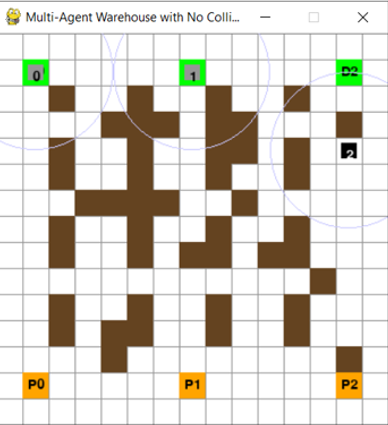 Multi-Agent Warehouse with No Colli...
0
1
D2
2
P0
P1
P2